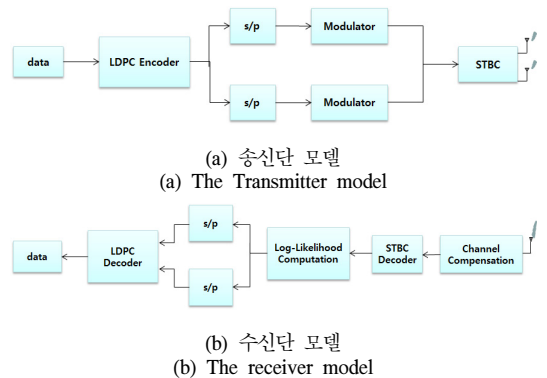 data
LDPC Encoder
s/p
Modulator
s/p
Modulator
STBC
(a) 송신단 모델
(a) The Transmitter model
data
LDPC
Decoder
s/p
s/p
Log-Likelihood
Computation
STBC
Decoder
Channel
Compensation
(b) 수신단 모델
(b) The receiver model